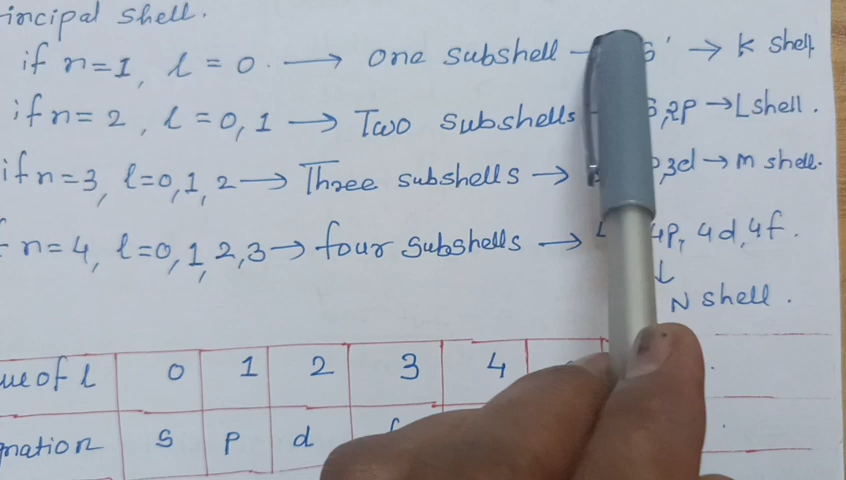 incipal shell.
if n=1, l = 0. → one subshell → s' → K shell
if n= 2, l = 0, 1 → Two subshells s, 2p → L shell.
if n=3, l=0, 1, 2 → Three subshells → 3d → M shell.
n=4, l=0, 1, 2, 3 → four subshells → 4p, 4d, 4f.
↓
N shell.
ue of l 0 1 2 3 4
nation s p d